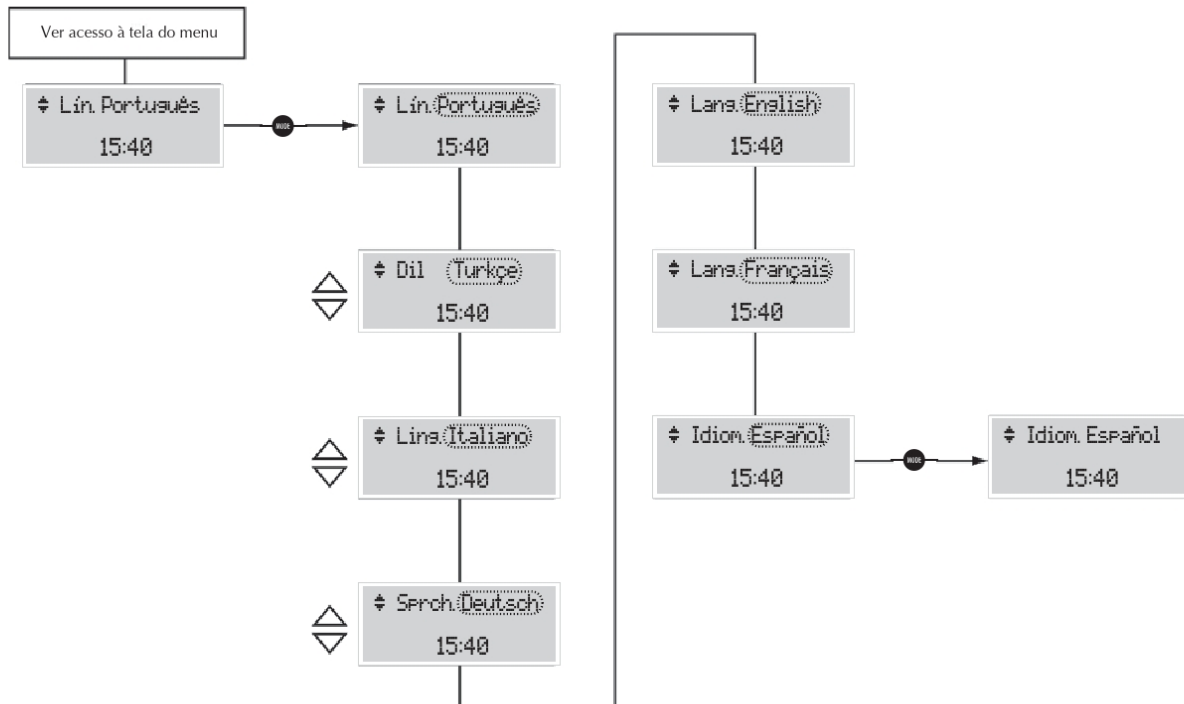 Ver acesso à tela do menu
Lín. Português
15:40
MODE
Lín. Português
15:40
Dil Turkçe
15:40
Ling. Italiano
15:40
Sprch. Deutsch
15:40
Lang. English
15:40
Lang. Français
15:40
Idiom. Español
15:40
MODE
Idiom. Español
15:40